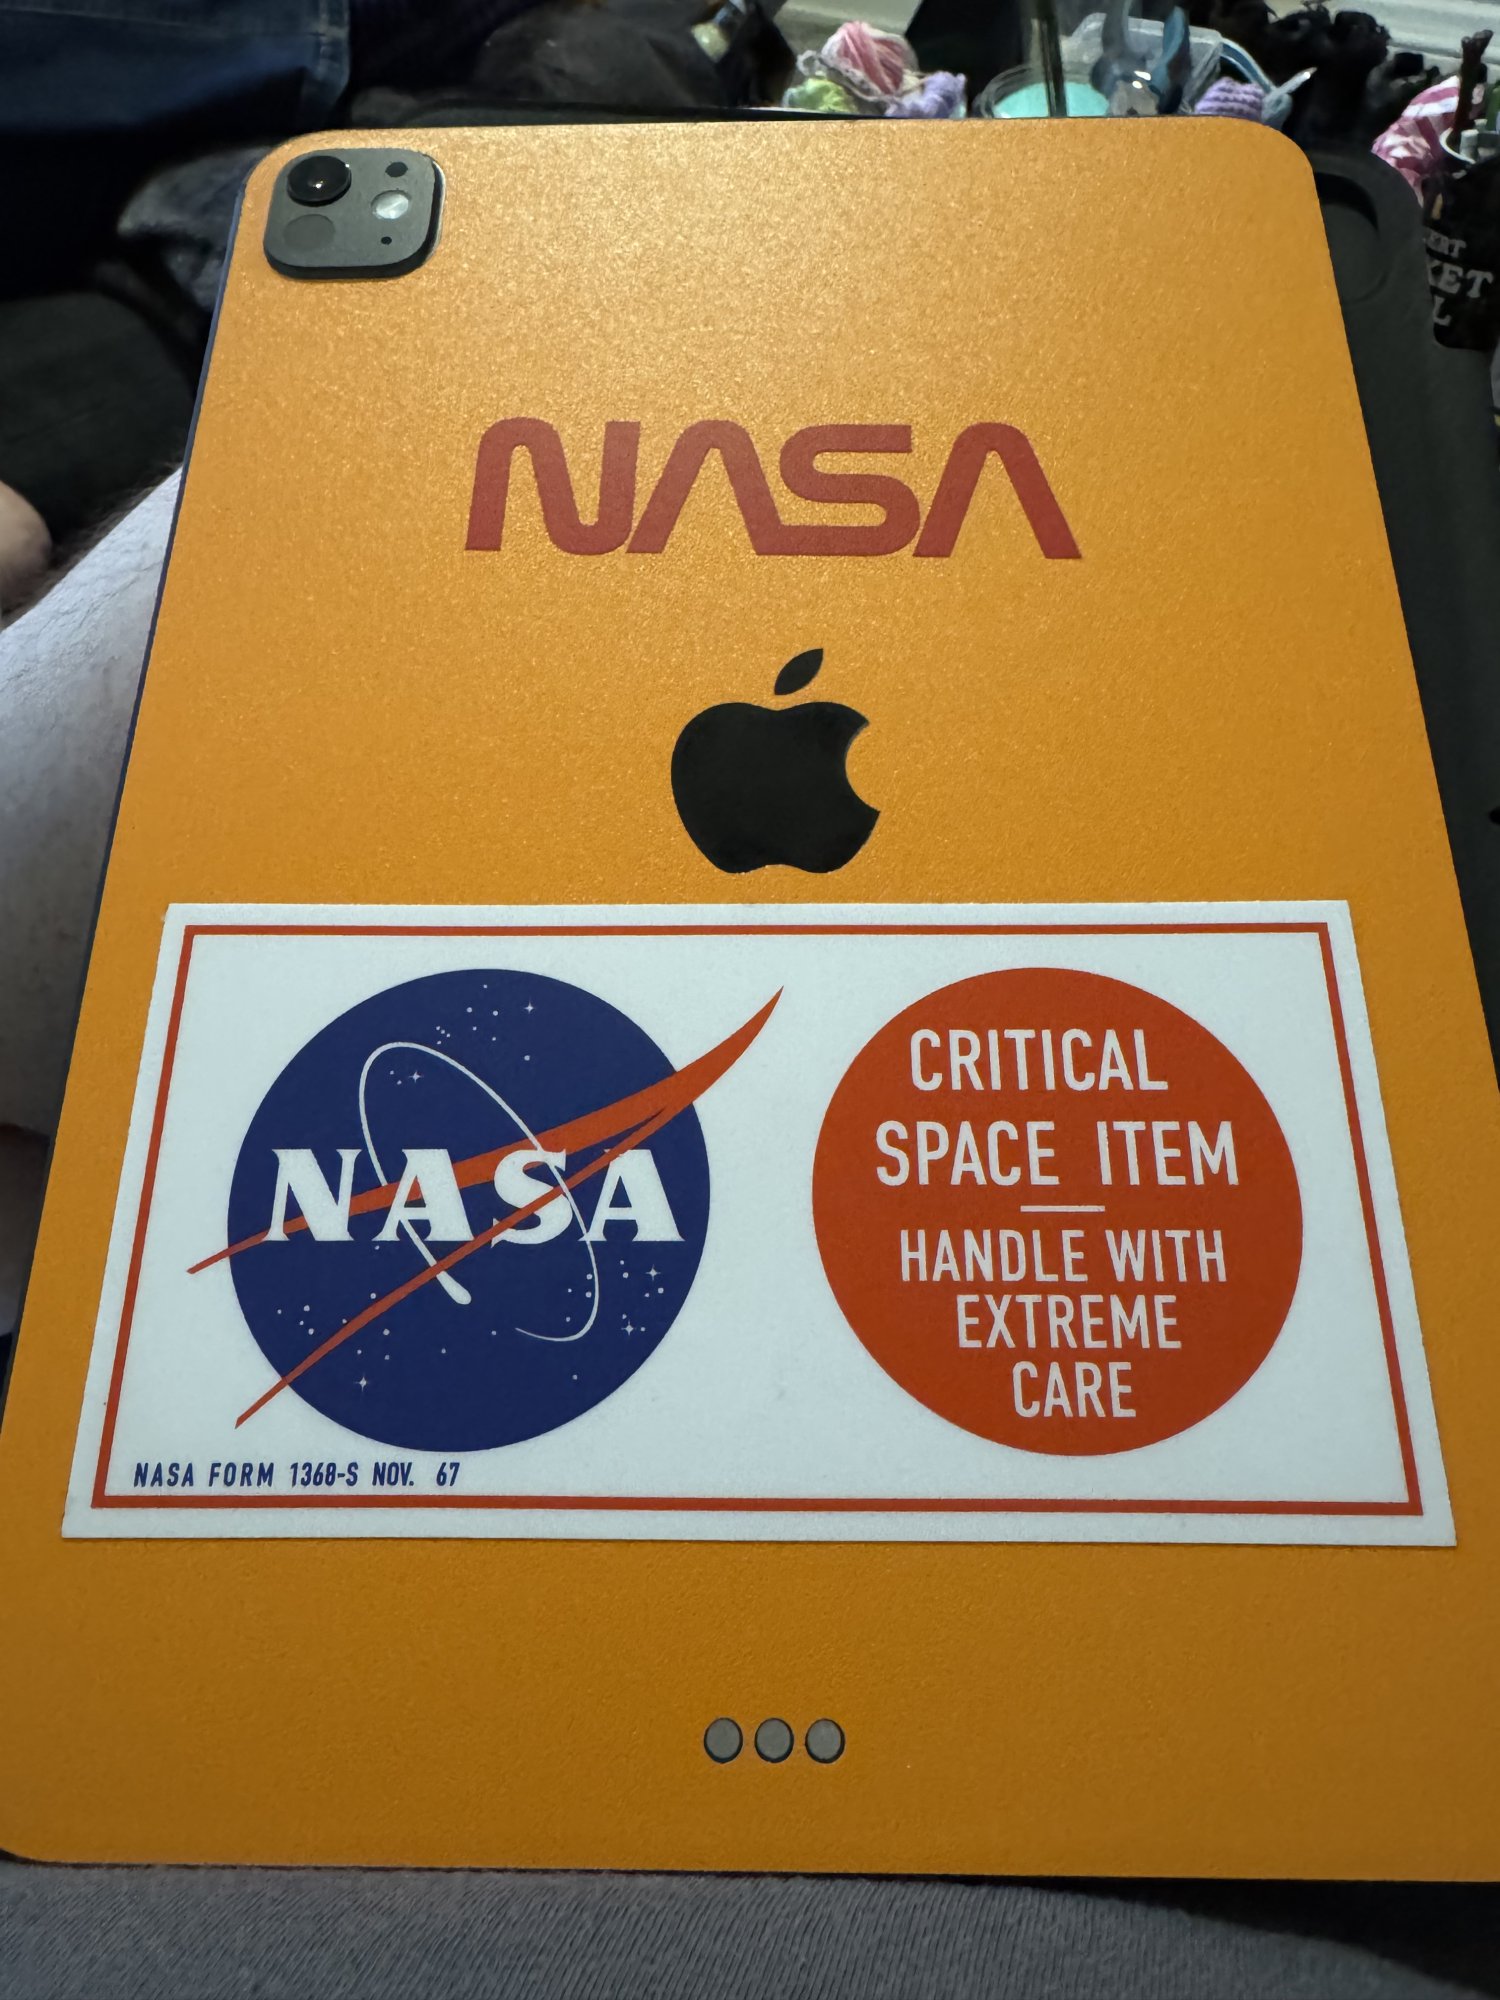 NASA
NASA
CRITICAL
SPACE ITEM
HANDLE WITH
EXTREME
CARE
NASA FORM 1368-S NOV. 67